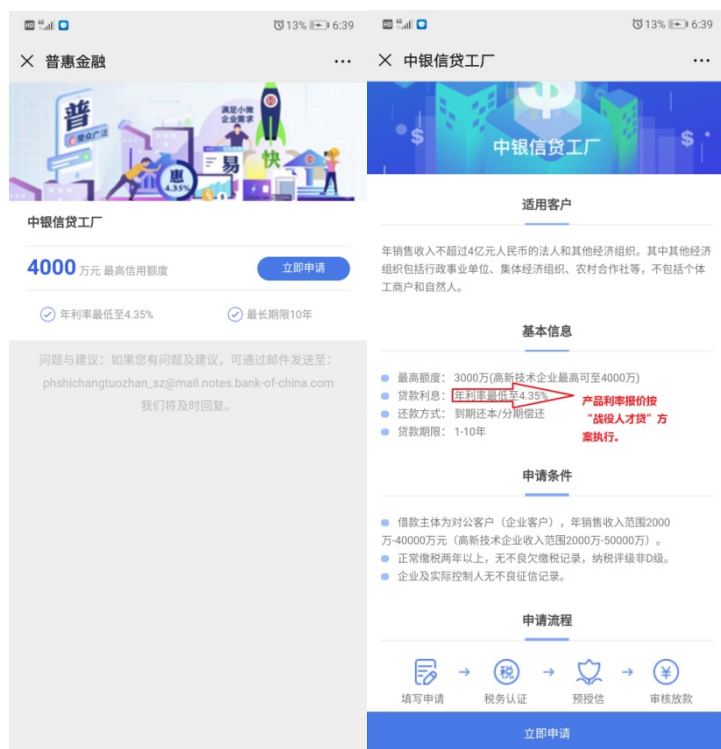 HD 46 13% 6:39
普惠金融
普
受众广泛
惠
4.35%
易
快
满足小微
企业需求
中银信贷工厂
4000 万元 最高信用额度
立即申请
年利率最低至4.35%
最长期限10年
问题与建议：如果您有问题及建议，可通过邮件发送至：
phshichangtuozhan_sz@mail.notes.bank-of-china.com
我们将及时回复。
HD 46 13% 6:39
中银信贷工厂
中银信贷工厂
适用客户
年销售收入不超过4亿元人民币的法人和其他经济组织。其中其他经济
组织包括行政事业单位、集体经济组织、农村合作社等，不包括个体
工商户和自然人。
基本信息
最高额度： 3000万(高新技术企业最高可至4000万)
贷款利息： 年利率最低至4.35%
还款方式： 到期还本/分期偿还
贷款期限： 1-10年
产品利率报价按
“战役人才贷”方
案执行。
申请条件
借款主体为对公客户（企业客户），年销售收入范围2000
万-40000万元（高新技术企业收入范围2000万-50000万）。
正常缴税两年以上，无不良欠缴税记录，纳税评级非D级。
企业及实际控制人无不良征信记录。
申请流程
税
填写申请 税务认证 预授信 审核放款
立即申请